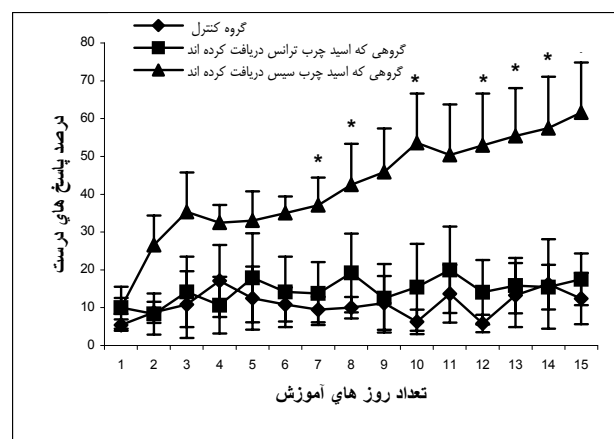 گروه کنترل
گروهی که اسید چرب ترانس دریافت کرده اند
گروهی که اسید چرب سیس دریافت کرده اند
درصد پاسخ هاي درست
80
70
60
50
40
30
20
10
0
* * * * * *
1 2 3 4 5 6 7 8 9 10 11 12 13 14 15
تعداد روز هاي آموزش